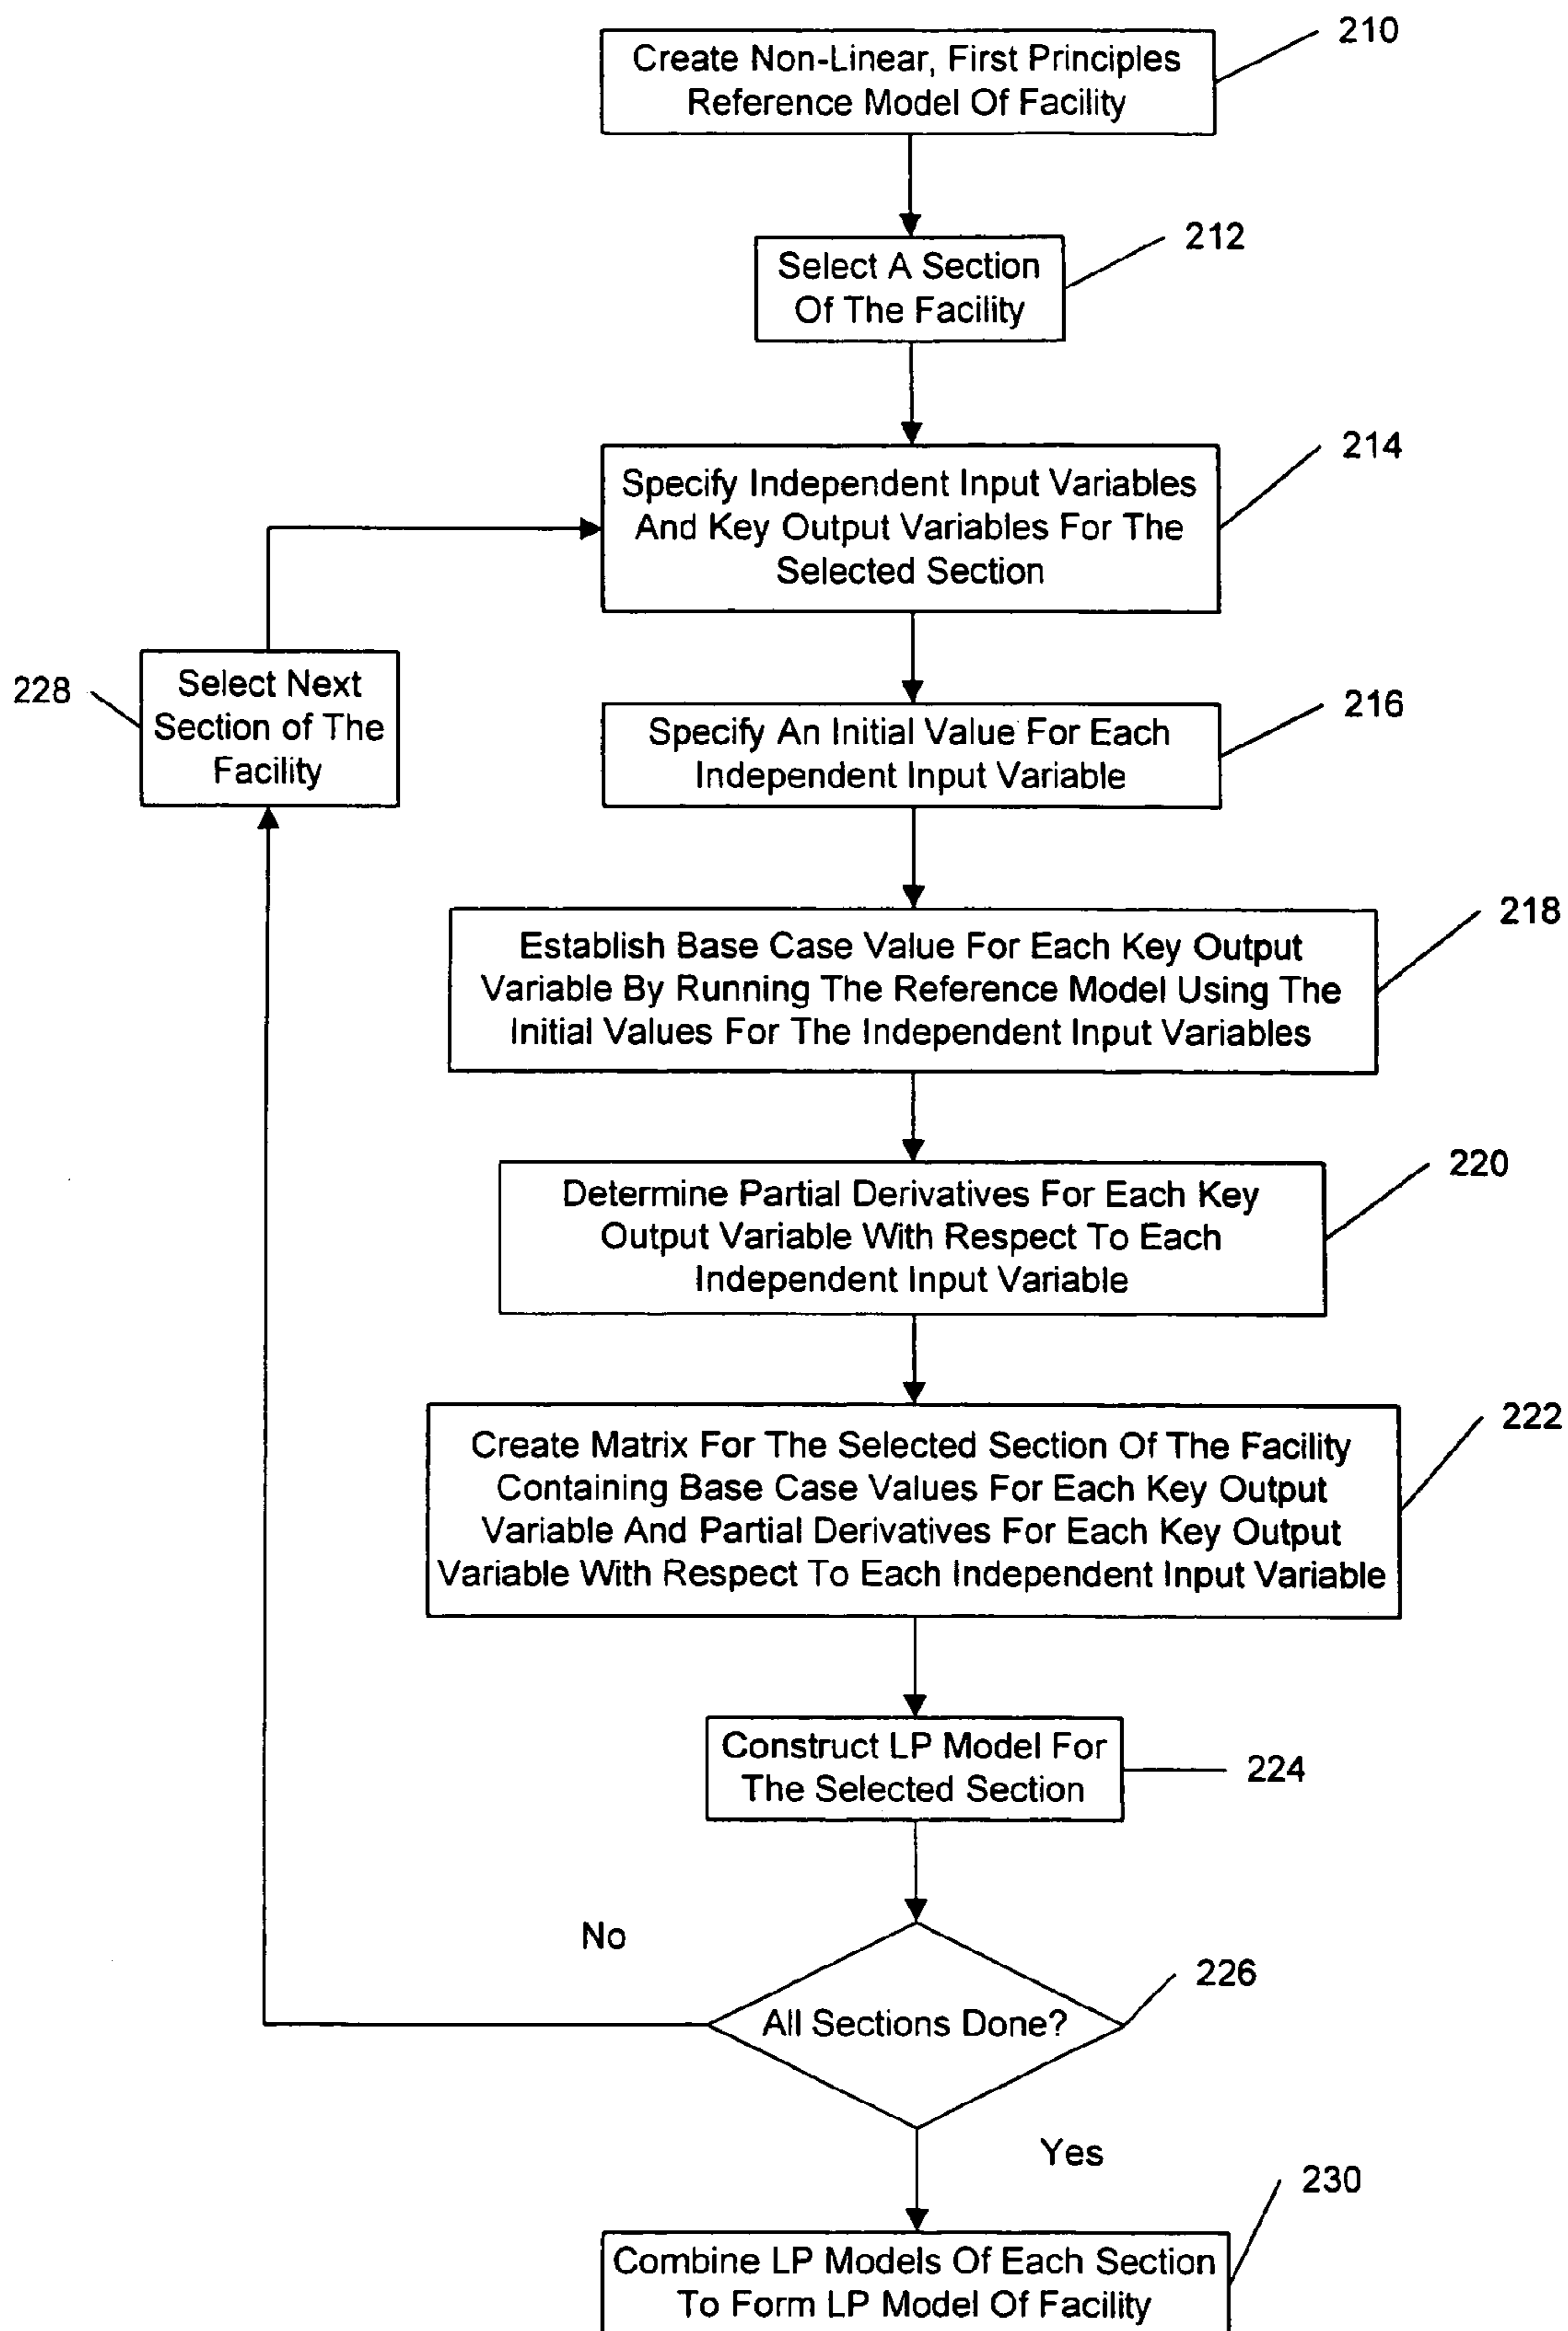 210
Create Non-Linear, First Principles
Reference Model Of Facility
212
Select A Section
Of The Facility
214
Specify Independent Input Variables
And Key Output Variables For The
Selected Section
228
Select Next
Section of The
Facility
216
Specify An Initial Value For Each
Independent Input Variable
218
Establish Base Case Value For Each Key Output
Variable By Running The Reference Model Using The
Initial Values For The Independent Input Variables
220
Determine Partial Derivatives For Each Key
Output Variable With Respect To Each
Independent Input Variable
222
Create Matrix For The Selected Section Of The Facility
Containing Base Case Values For Each Key Output
Variable And Partial Derivatives For Each Key Output
Variable With Respect To Each Independent Input Variable
Construct LP Model For
The Selected Section
224
No
226
All Sections Done?
Yes
230
Combine LP Models Of Each Section
To Form LP Model Of Facility